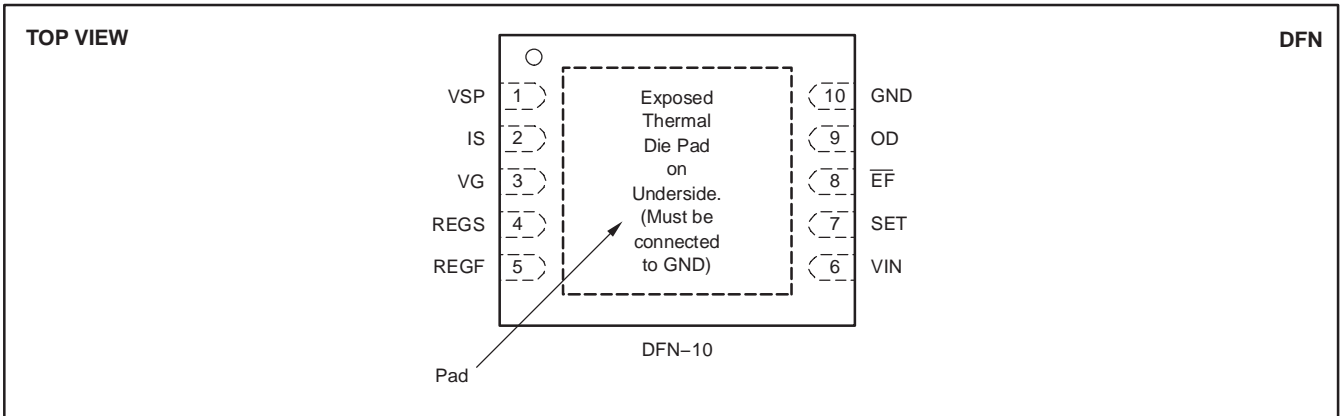 TOP VIEW
DFN
VSP 1
IS 2
VG 3
REGS 4
REGF 5
Exposed
Thermal
Die Pad
on
Underside.
(Must be
connected
to GND)
10 GND
9 OD
8 E̅F̅
7 SET
6 VIN
DFN–10
Pad